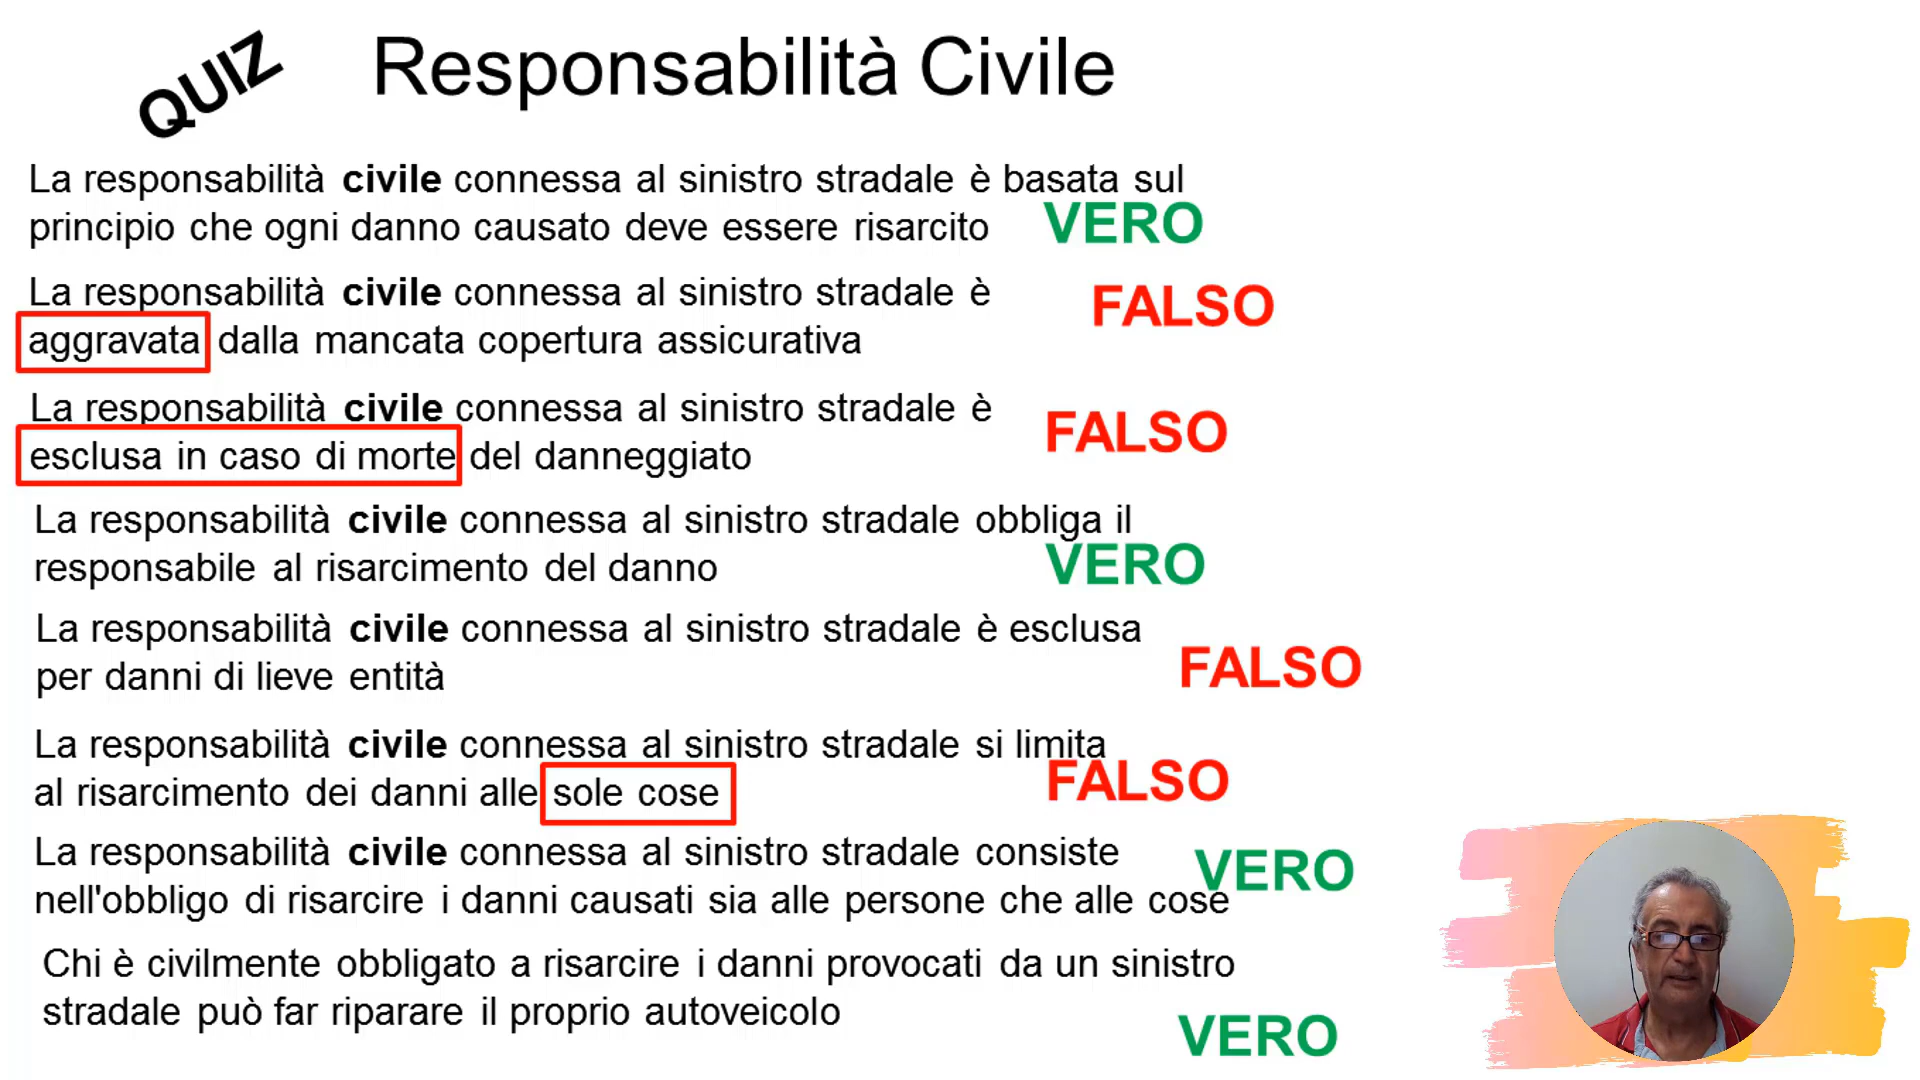 QUIZ
Responsabilità Civile
La responsabilità civile connessa al sinistro stradale è basata sul
principio che ogni danno causato deve essere risarcito
VERO
La responsabilità civile connessa al sinistro stradale è
aggravata dalla mancata copertura assicurativa
FALSO
La responsabilità civile connessa al sinistro stradale è
esclusa in caso di morte del danneggiato
FALSO
La responsabilità civile connessa al sinistro stradale obbliga il
responsabile al risarcimento del danno
VERO
La responsabilità civile connessa al sinistro stradale è esclusa
per danni di lieve entità
FALSO
La responsabilità civile connessa al sinistro stradale si limita
al risarcimento dei danni alle sole cose
FALSO
La responsabilità civile connessa al sinistro stradale consiste
nell'obbligo di risarcire i danni causati sia alle persone che alle cose
VERO
Chi è civilmente obbligato a risarcire i danni provocati da un sinistro
stradale può far riparare il proprio autoveicolo
VERO